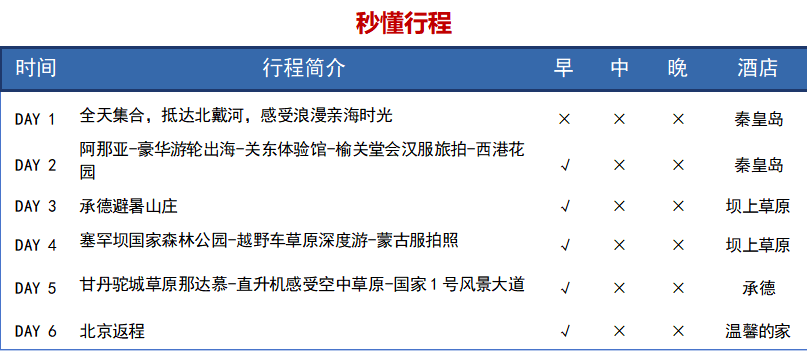 秒懂行程
时间 行程简介 早 中 晚 酒店
DAY 1 全天集合，抵达北戴河，感受浪漫亲海时光 × × × 秦皇岛
DAY 2 阿那亚-豪华游轮出海-关东体验馆-榆关堂会汉服旅拍-西港花 √ × × 秦皇岛
园
DAY 3 承德避暑山庄 √ × × 坝上草原
DAY 4 塞罕坝国家森林公园-越野车草原深度游-蒙古服拍照 √ × × 坝上草原
DAY 5 甘丹驼城草原那达慕-直升机感受空中草原-国家1号风景大道 √ × × 承德
DAY 6 北京返程 √ × × 温馨的家